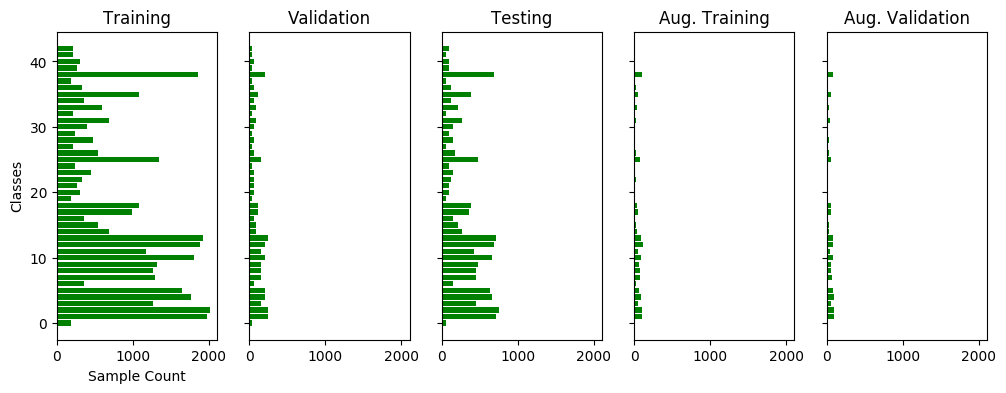 Training Validation Testing Aug. Training Aug. Validation
40
30
20
10
0
Classes
0 1000 2000 0 1000 2000 0 1000 2000 0 1000 2000 0 1000 2000
Sample Count